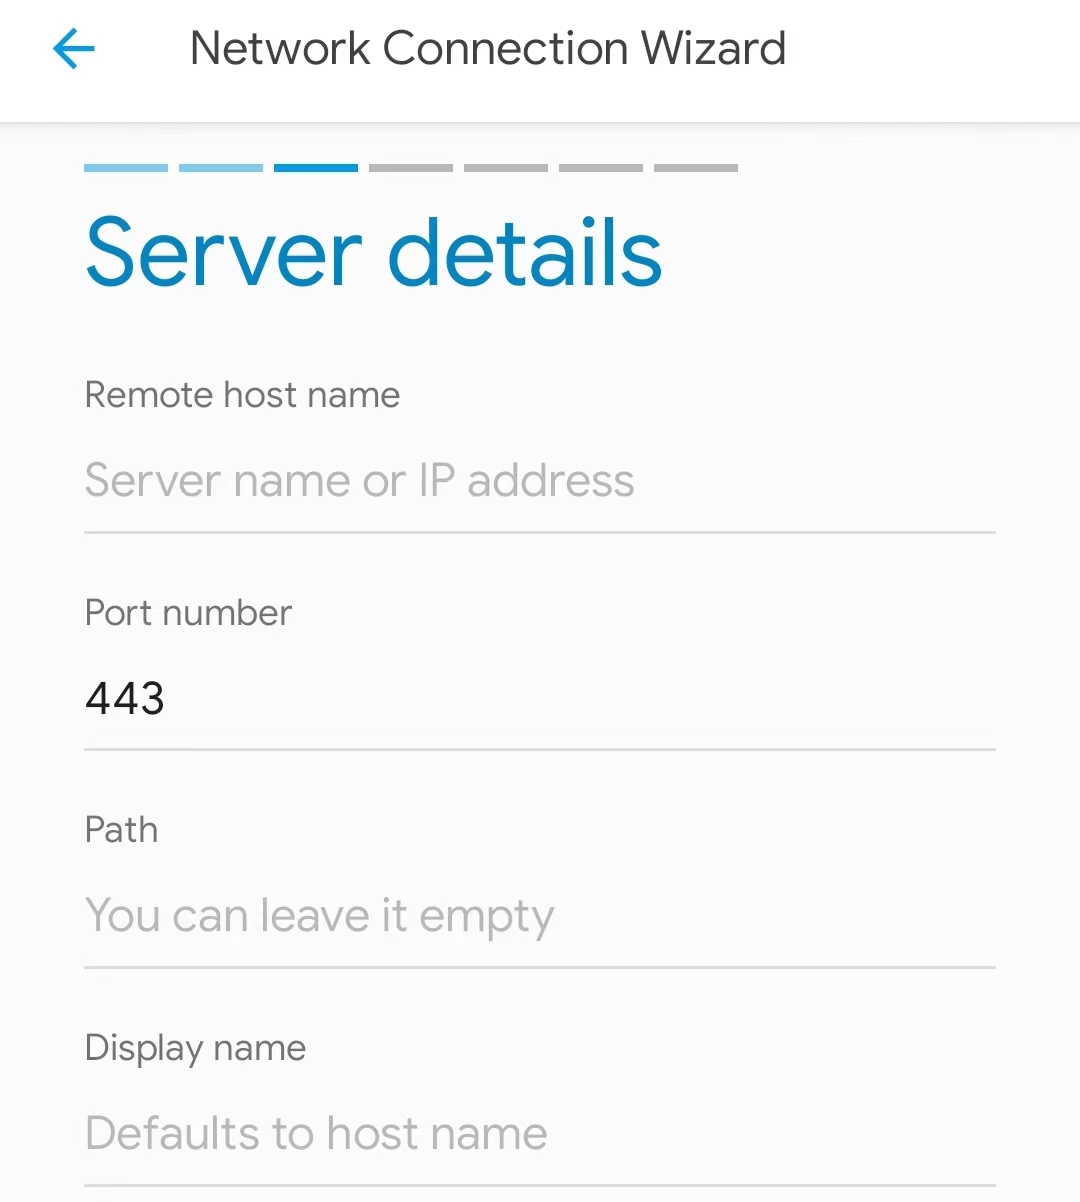 Network Connection Wizard
Server details
Remote host name
Server name or IP address
Port number
443
Path
You can leave it empty
Display name
Defaults to host name